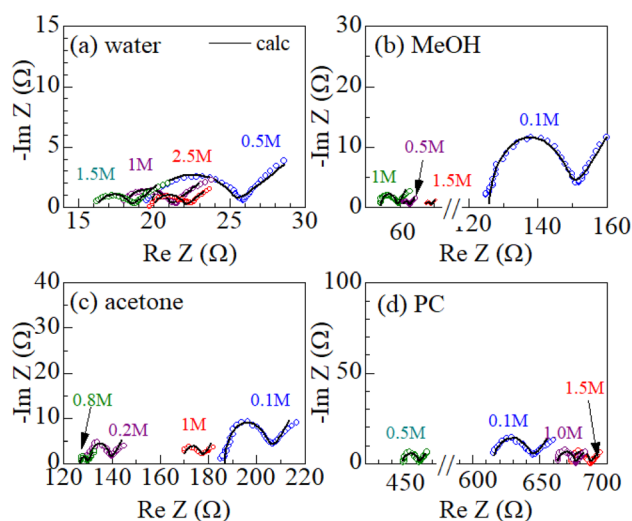 (a) water
calc
15
10
5
0
-Im Z (Ω)
1.5M
1M
2.5M
0.5M
14
20
25
30
Re Z (Ω)
(b) MeOH
30
20
10
0
-Im Z (Ω)
1M
0.5M
1.5M
0.1M
60
120
140
160
Re Z (Ω)
(c) acetone
40
30
20
10
0
-Im Z (Ω)
0.8M
0.2M
1M
0.1M
120
140
160
180
200
220
Re Z (Ω)
(d) PC
100
50
0
-Im Z (Ω)
0.5M
0.1M
1.0M
1.5M
450
600
650
700
Re Z (Ω)